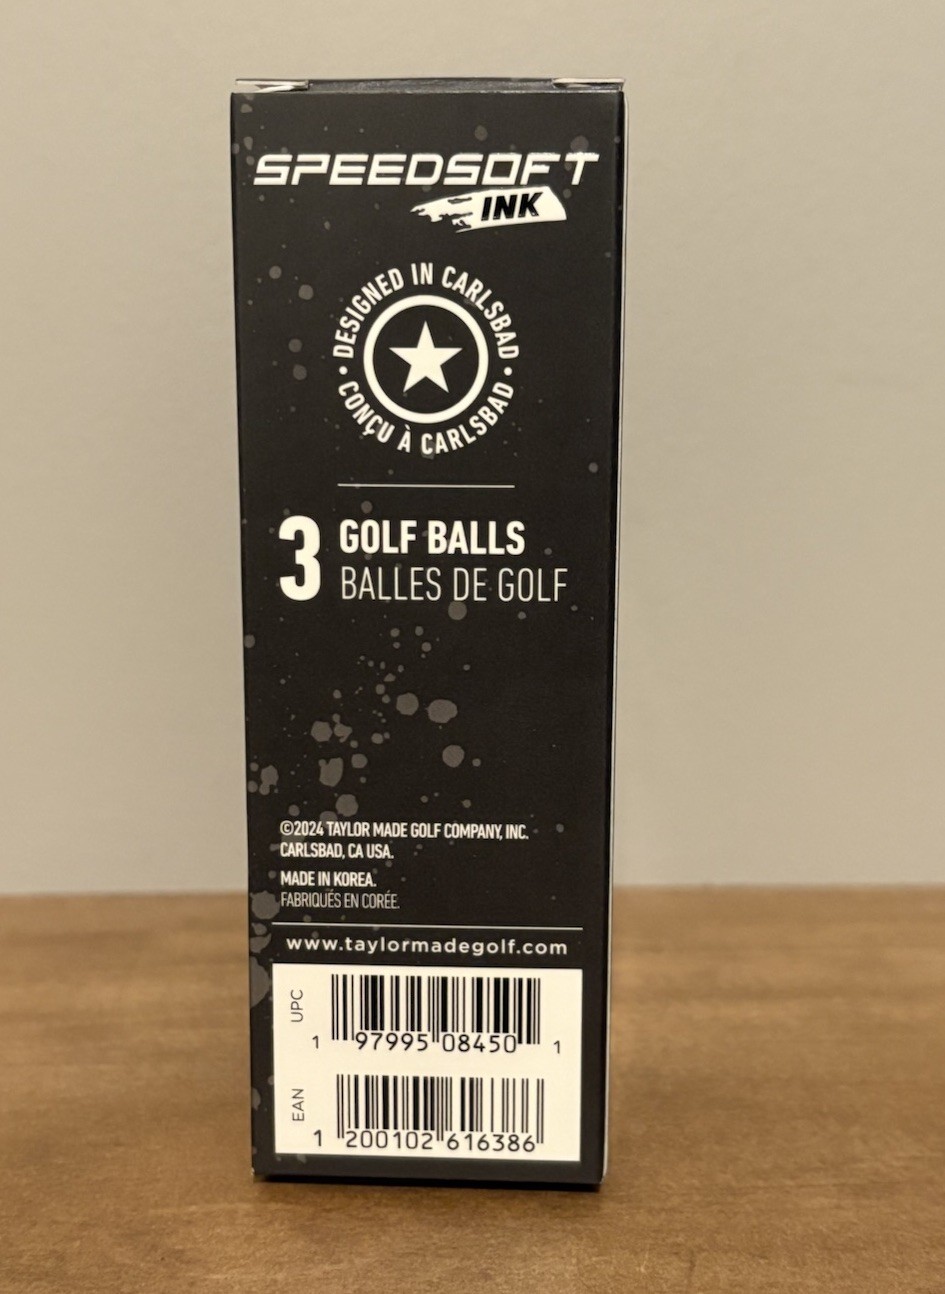 SPEEDSOFT
INK
• DESIGNED IN CARLSBAD •
CONÇU À CARLSBAD
3 GOLF BALLS
BALLES DE GOLF
©2024 TAYLOR MADE GOLF COMPANY, INC.
CARLSBAD, CA USA.
MADE IN KOREA.
FABRIQUÉS EN CORÉE.
www.taylormadegolf.com
UPC
1 97995 08450 1
EAN
1 200102 616386